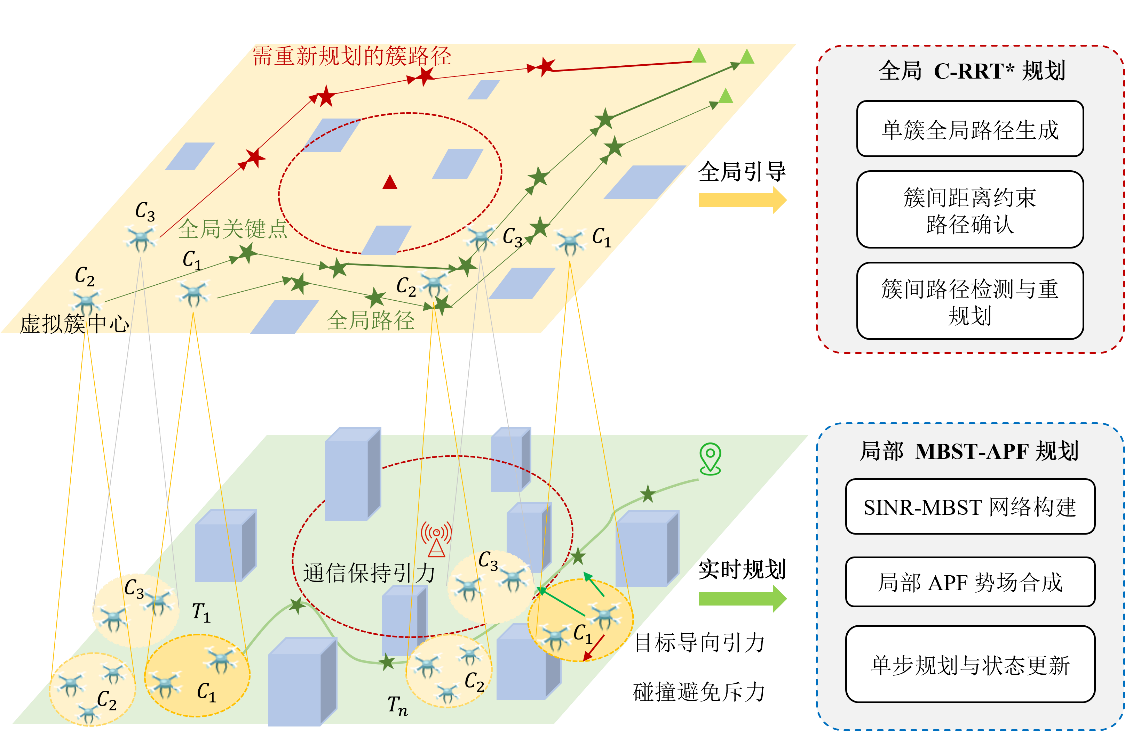 需重新规划的簇路径
C₃
全局关键点
C₁
C₂
虚拟簇中心
全局路径
C₂
C₃
C₁
全局引导
全局 C-RRT* 规划
单簇全局路径生成
簇间距离约束
路径确认
簇间路径检测与重
规划
通信保持引力
C₃
T₁
C₂
C₁
C₃
C₂
C₁
Tₙ
目标导向引力
碰撞避免斥力
实时规划
局部 MBST-APF 规划
SINR-MBST 网络构建
局部 APF 势场合成
单步规划与状态更新